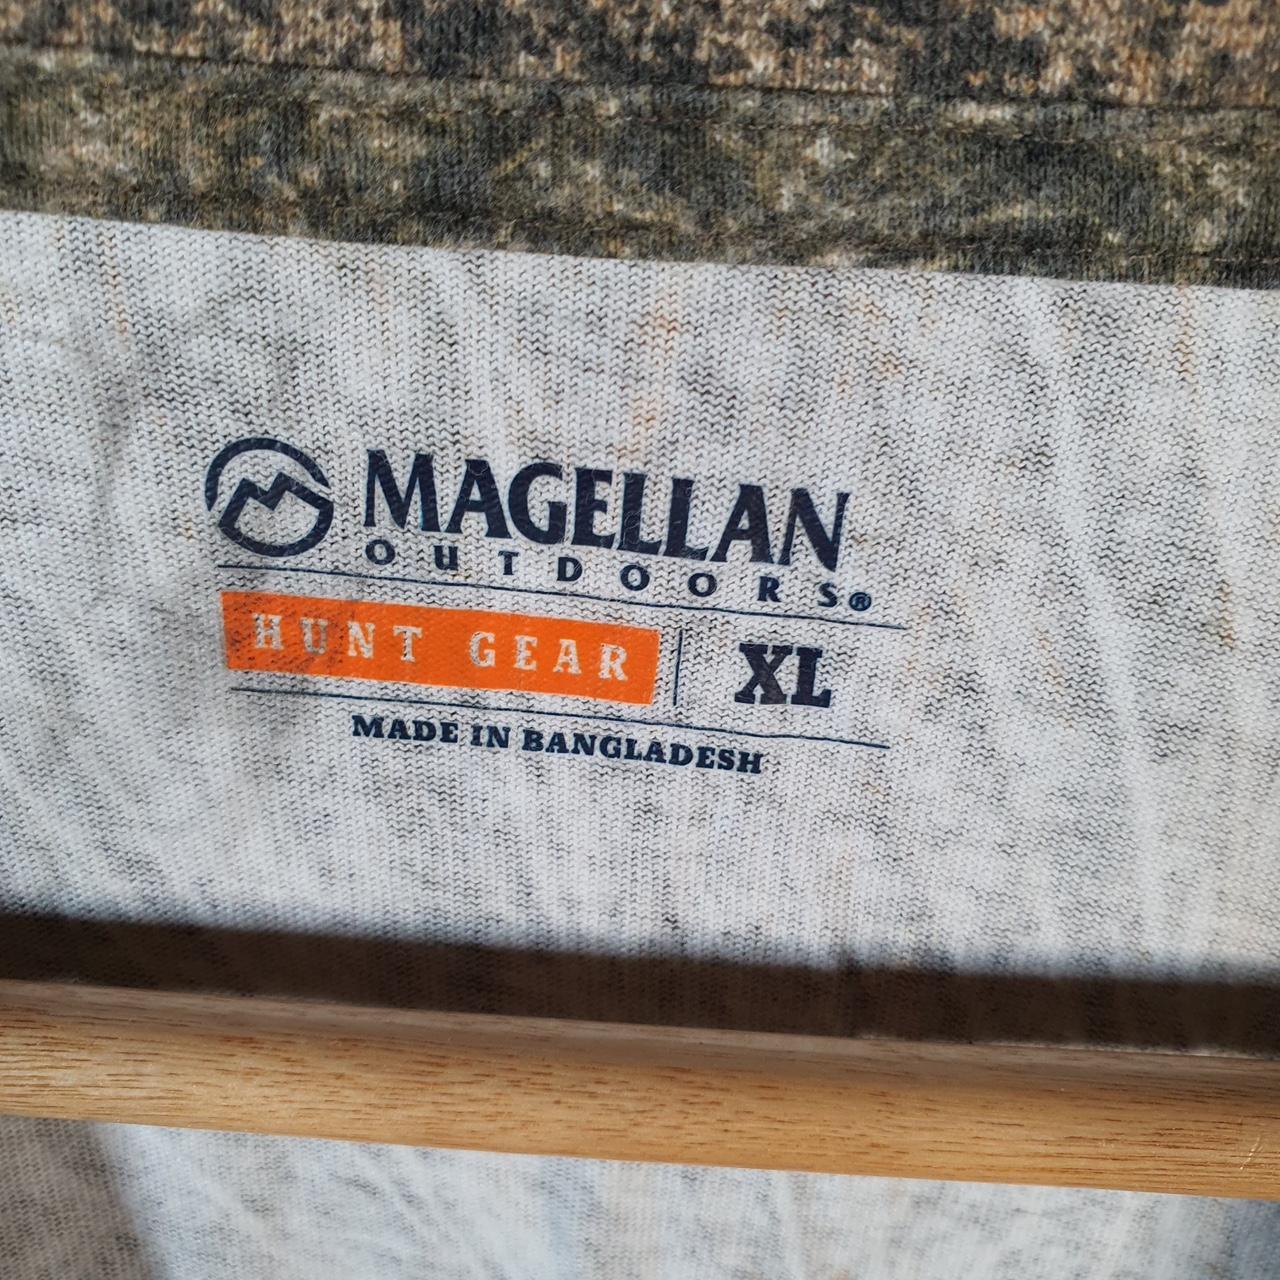 MAGELLAN
OUTDOORS®
HUNT GEAR XL
MADE IN BANGLADESH